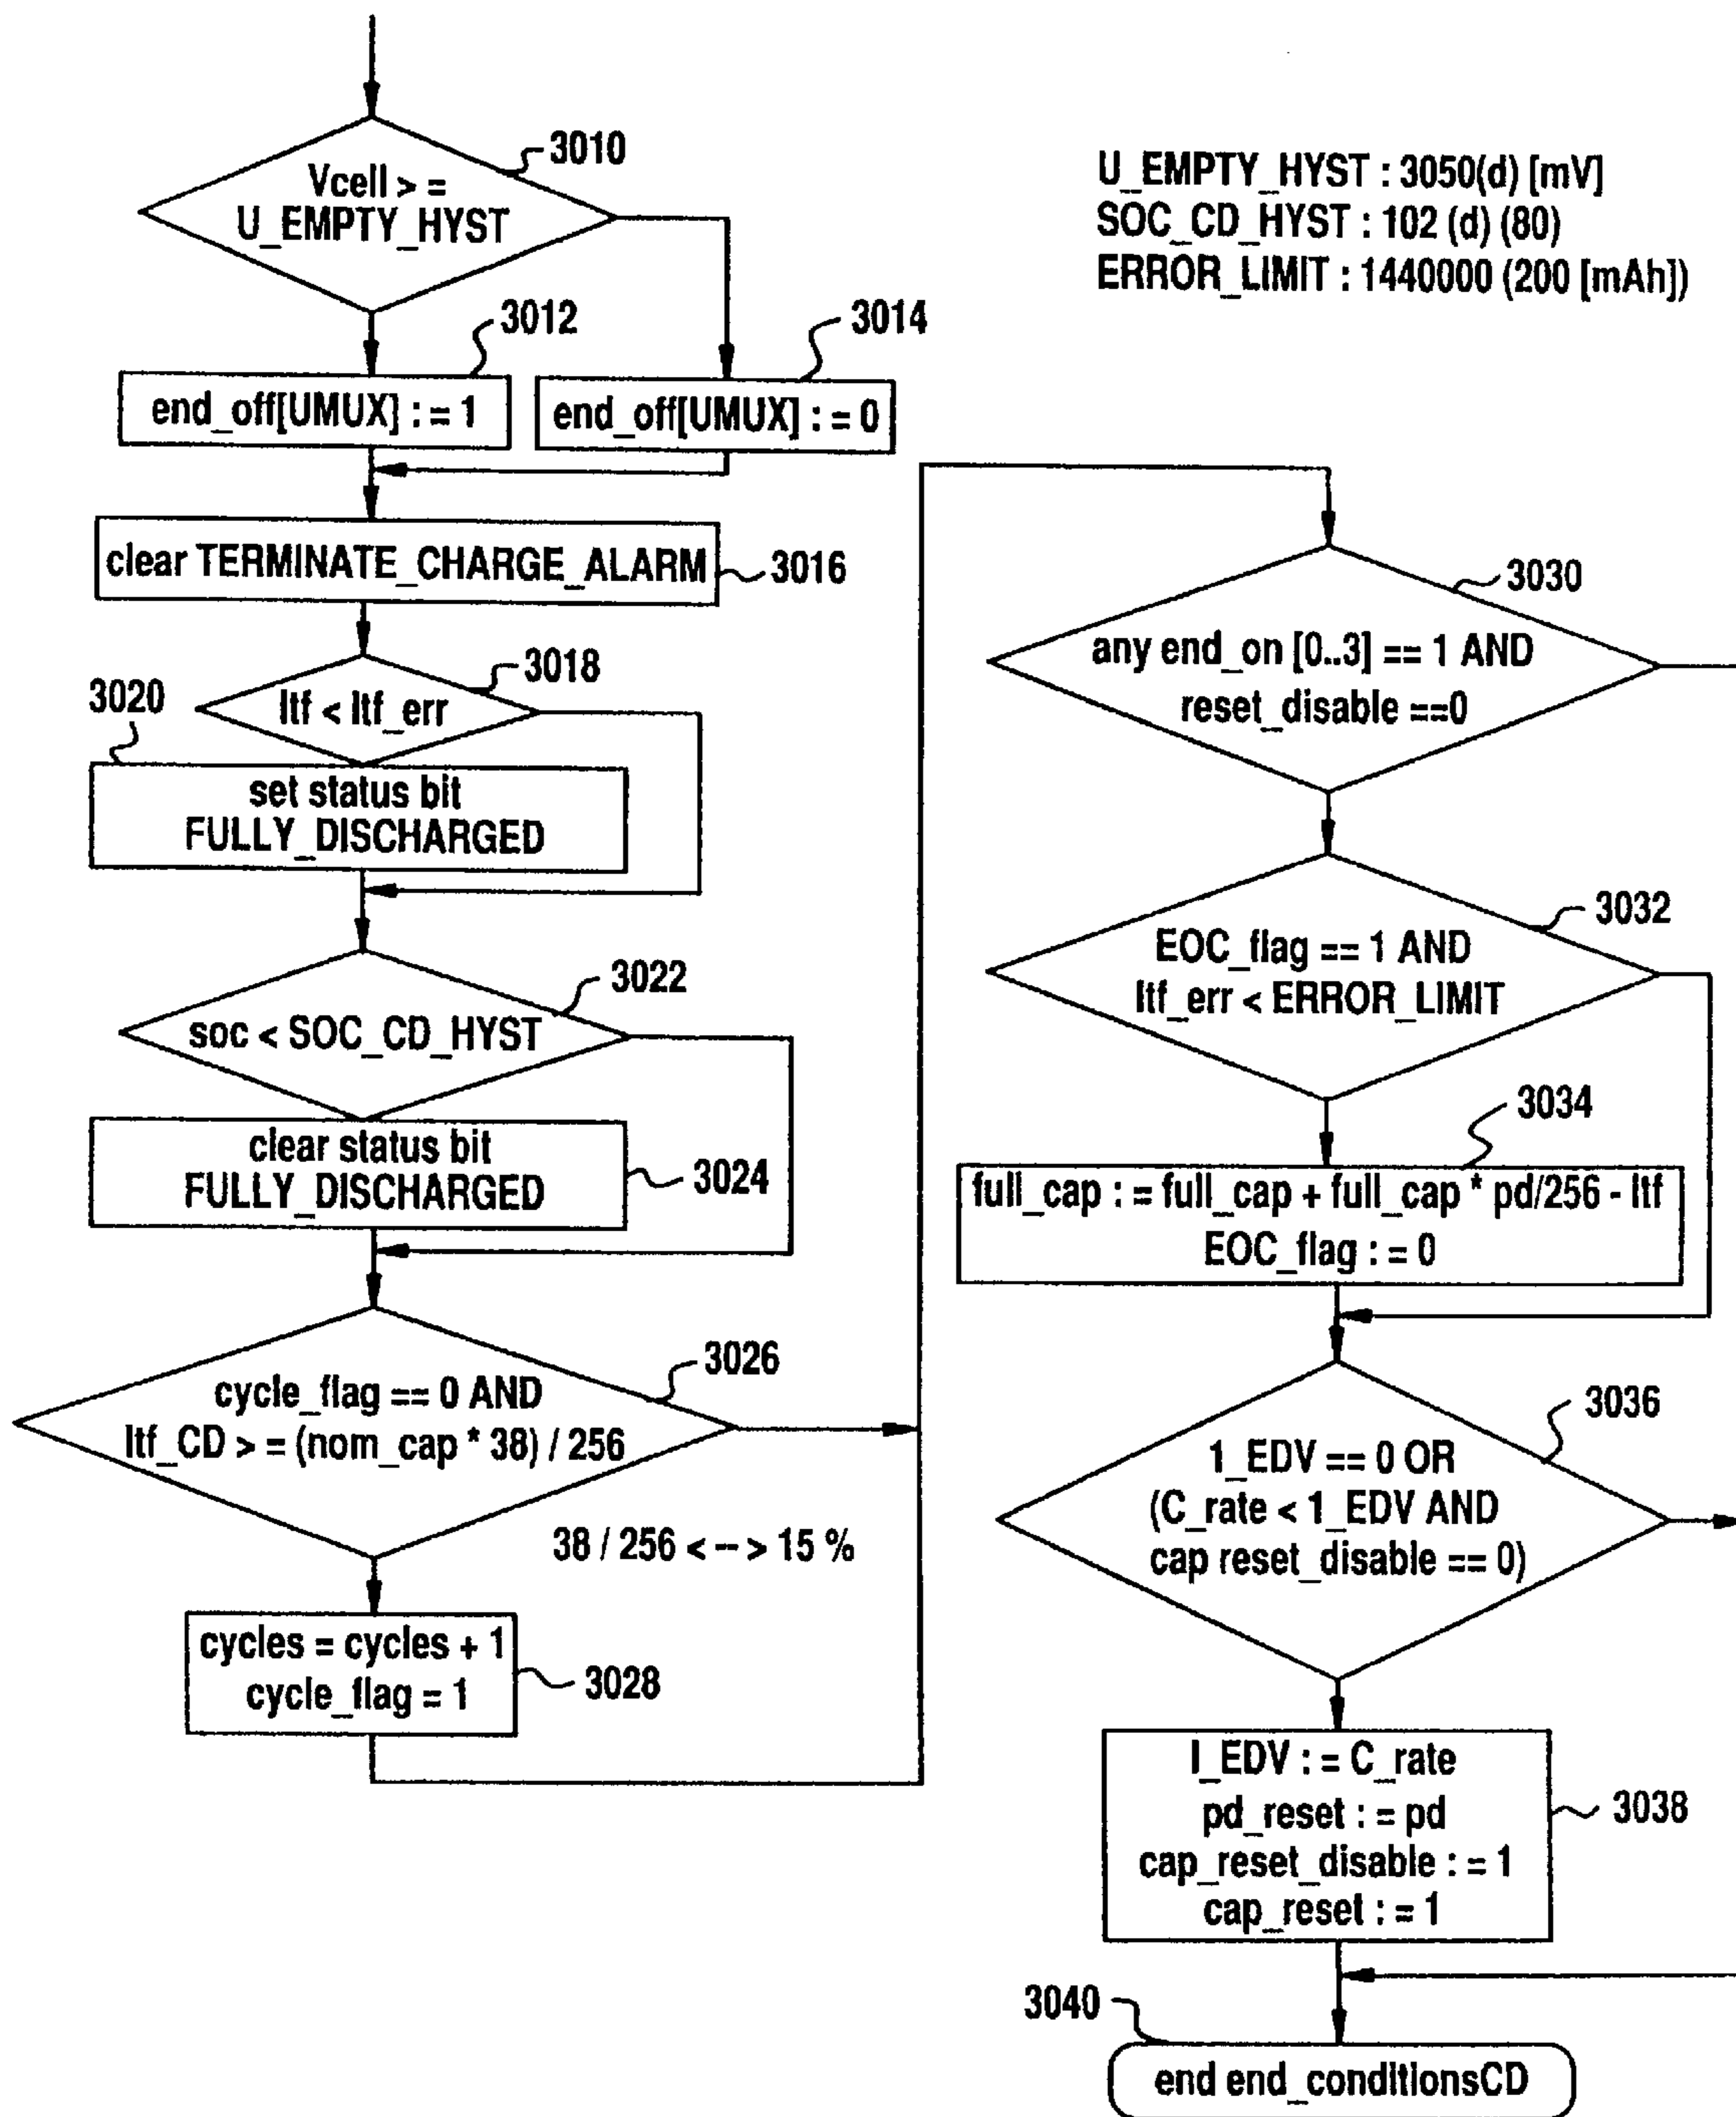 3010
Vcell > =
U_EMPTY_HYST
U_EMPTY_HYST : 3050(d) [mV]
SOC_CD_HYST : 102 (d) (80)
ERROR_LIMIT : 1440000 (200 [mAh])
3012
end_off[UMUX] : = 1
3014
end_off[UMUX] : = 0
clear TERMINATE_CHARGE_ALARM
3016
3018
ltf < ltf_err
3020
set status bit
FULLY_DISCHARGED
3022
soc < SOC_CD_HYST
clear status bit
FULLY_DISCHARGED
3024
3026
cycle_flag == 0 AND
ltf_CD > = (nom_cap * 38) / 256
38 / 256 < -- > 15 %
cycles = cycles + 1
cycle_flag = 1
3028
3030
any end_on [0..3] == 1 AND
reset_disable ==0
3032
EOC_flag == 1 AND
ltf_err < ERROR_LIMIT
3034
full_cap : = full_cap + full_cap * pd/256 - ltf
EOC_flag : = 0
3036
1_EDV == 0 OR
(C_rate < 1_EDV AND
cap reset_disable == 0)
I_EDV : = C_rate
pd_reset : = pd
cap_reset_disable : = 1
cap_reset : = 1
3038
3040
end end_conditionsCD